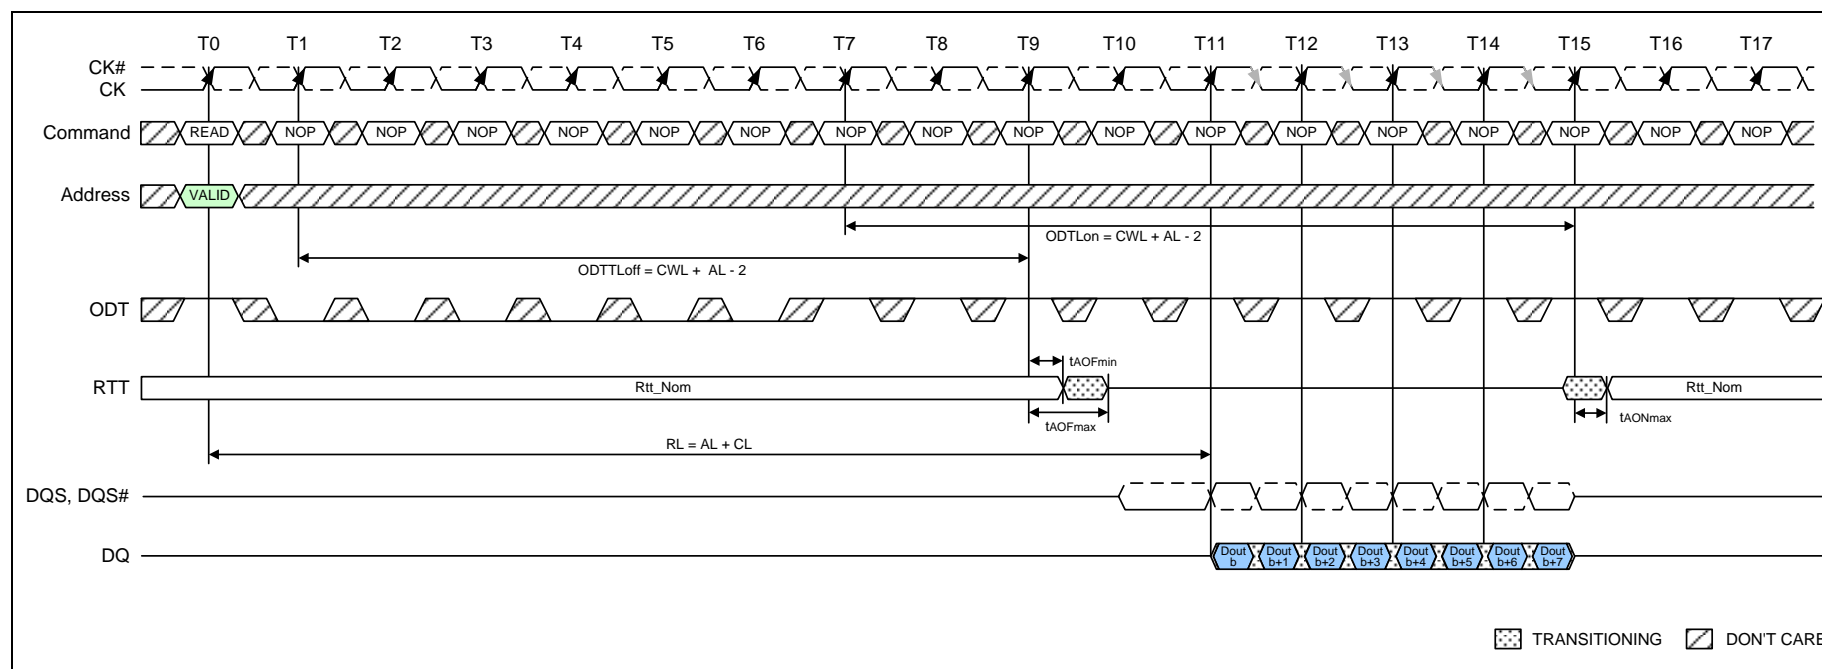 T0 T1 T2 T3 T4 T5 T6 T7 T8 T9 T10 T11 T12 T13 T14 T15 T16 T17
CK#
CK
Command READ NOP NOP NOP NOP NOP NOP NOP NOP NOP NOP NOP NOP NOP NOP NOP NOP NOP
Address VALID
ODTLon = CWL + AL - 2
ODTTLoff = CWL + AL - 2
ODT
tAOFmin
RTT Rtt_Nom Rtt_Nom
tAOFmax tAONmax
RL = AL + CL
DQS, DQS#
DQ Dout b Dout b+1 Dout b+2 Dout b+3 Dout b+4 Dout b+5 Dout b+6 Dout b+7
TRANSITIONING DON'T CARE